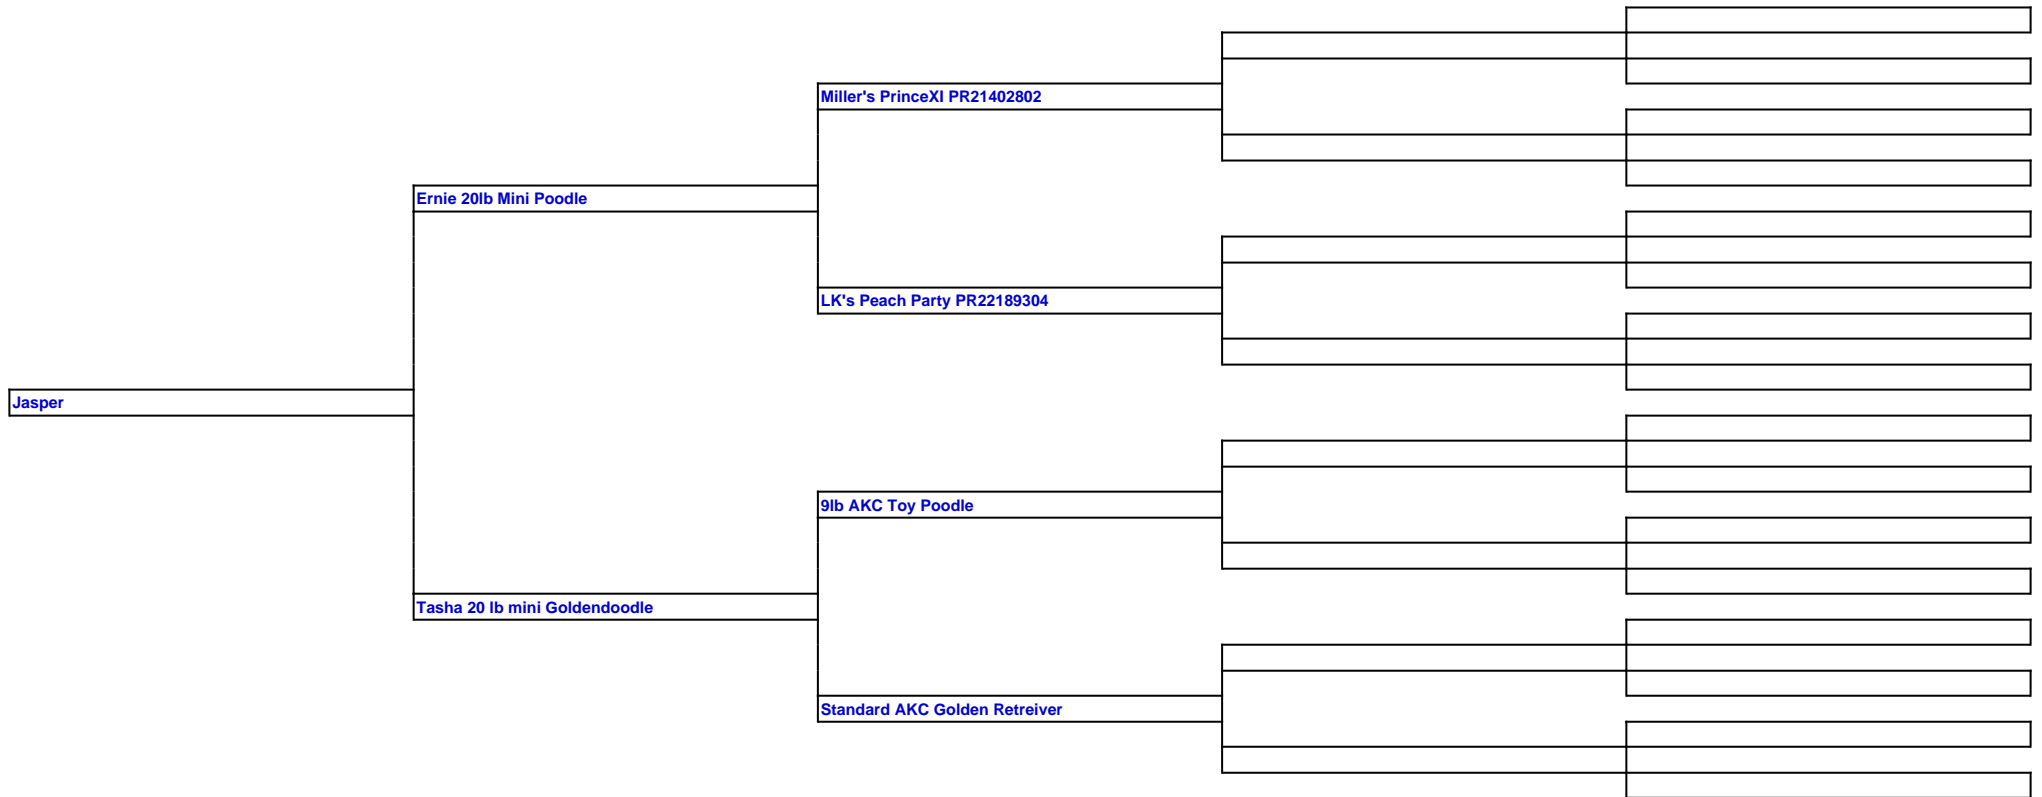 Miller's PrinceXI PR21402802
Ernie 20lb Mini Poodle
LK's Peach Party PR22189304
Jasper
9lb AKC Toy Poodle
Tasha 20 lb mini Goldendoodle
Standard AKC Golden Retreiver